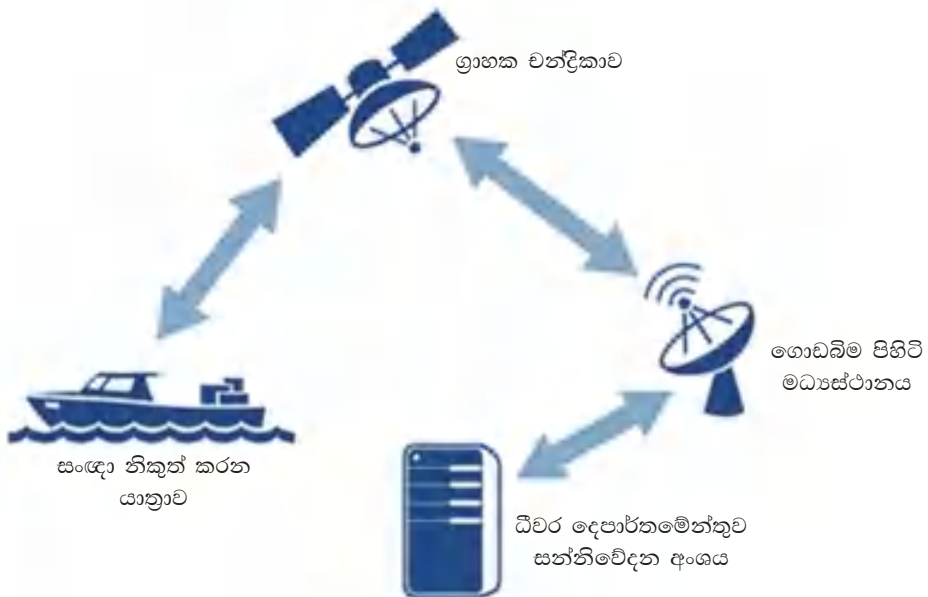 ග්‍රාහක චන්ද්‍රිකාව
ගොඩබිම පිහිටි
මධ්‍යස්ථානය
සංඥා නිකුත් කරන
යාත්‍රාව
ධීවර දෙපාර්තමේන්තුව
සන්නිවේදන අංශය